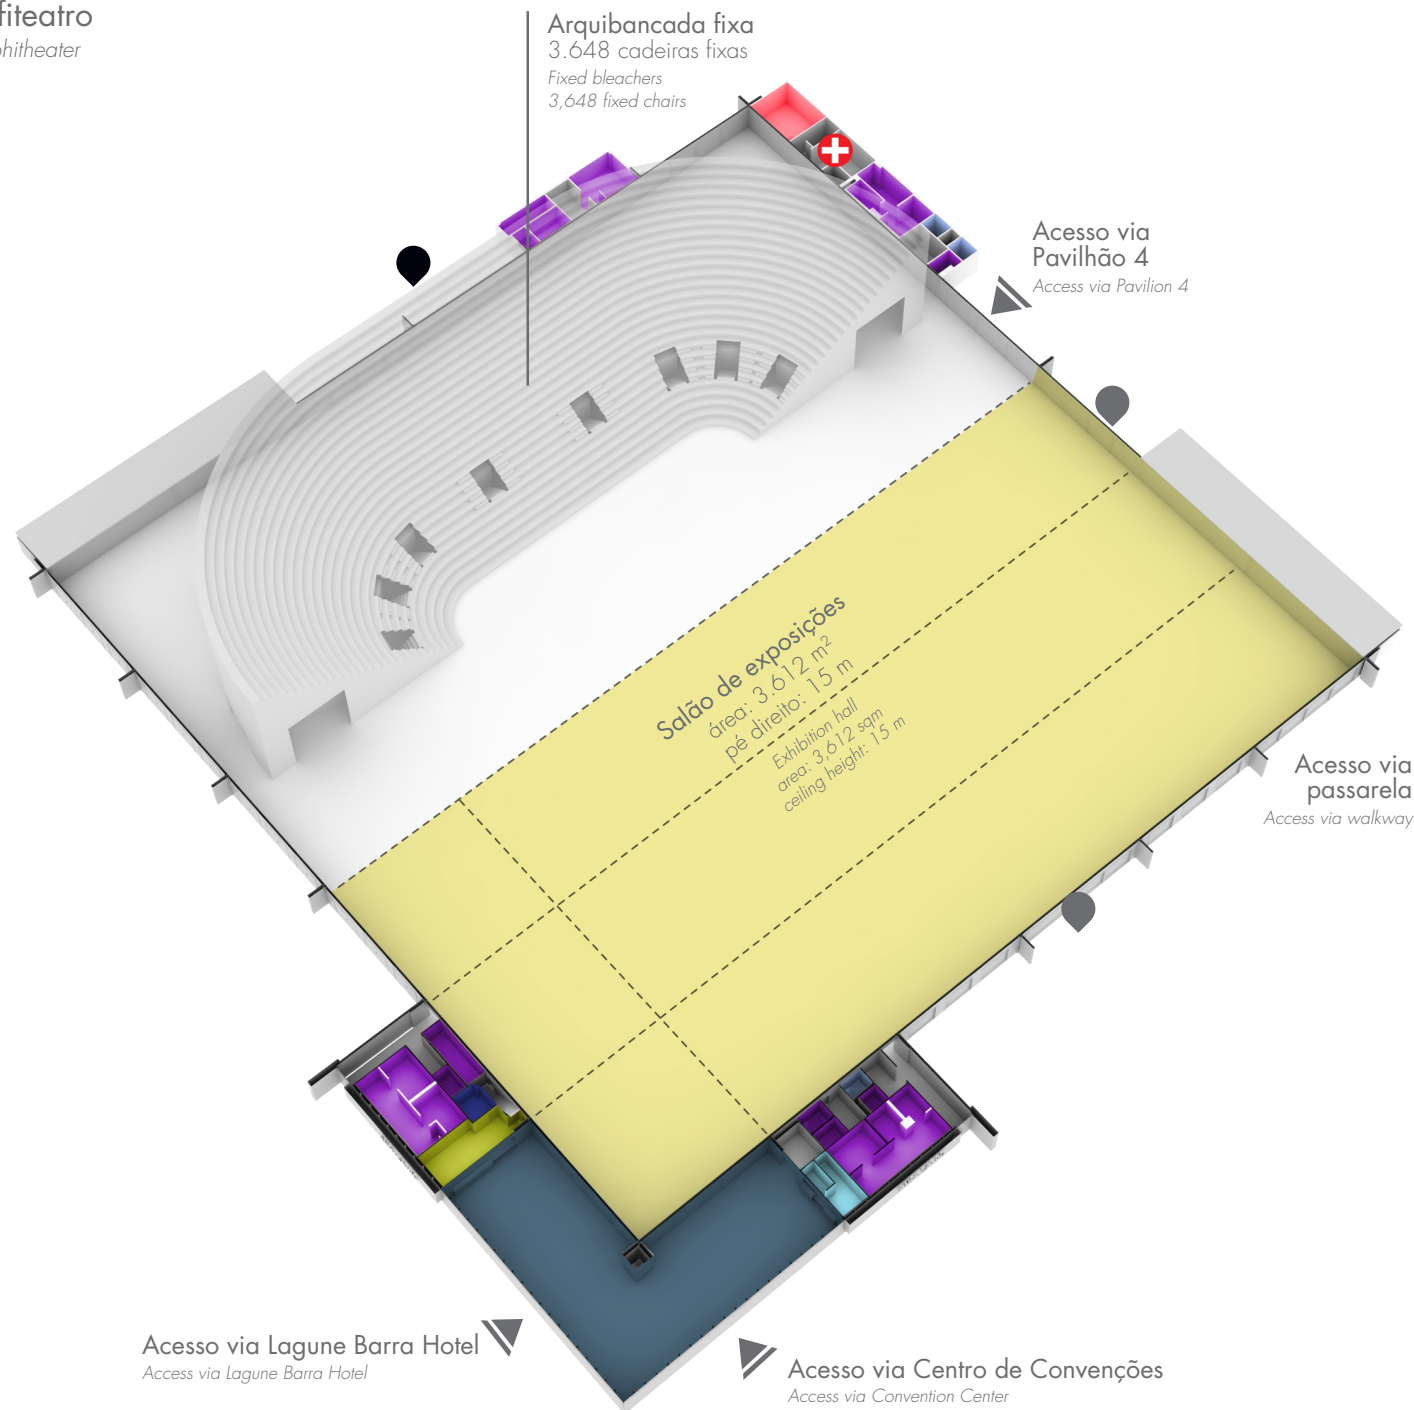 fiteatro
hitheater
Arquibancada fixa
3.648 cadeiras fixas
Fixed bleachers
3,648 fixed chairs
Acesso via
Pavilhão 4
Access via Pavilion 4
Salão de exposições
área: 3.612 m²
pé direito: 15 m
Exhibition hall
area: 3,612 sqm
ceiling height: 15 m
Acesso via
passarela
Access via walkway
Acesso via Lagune Barra Hotel
Access via Lagune Barra Hotel
Acesso via Centro de Convenções
Access via Convention Center